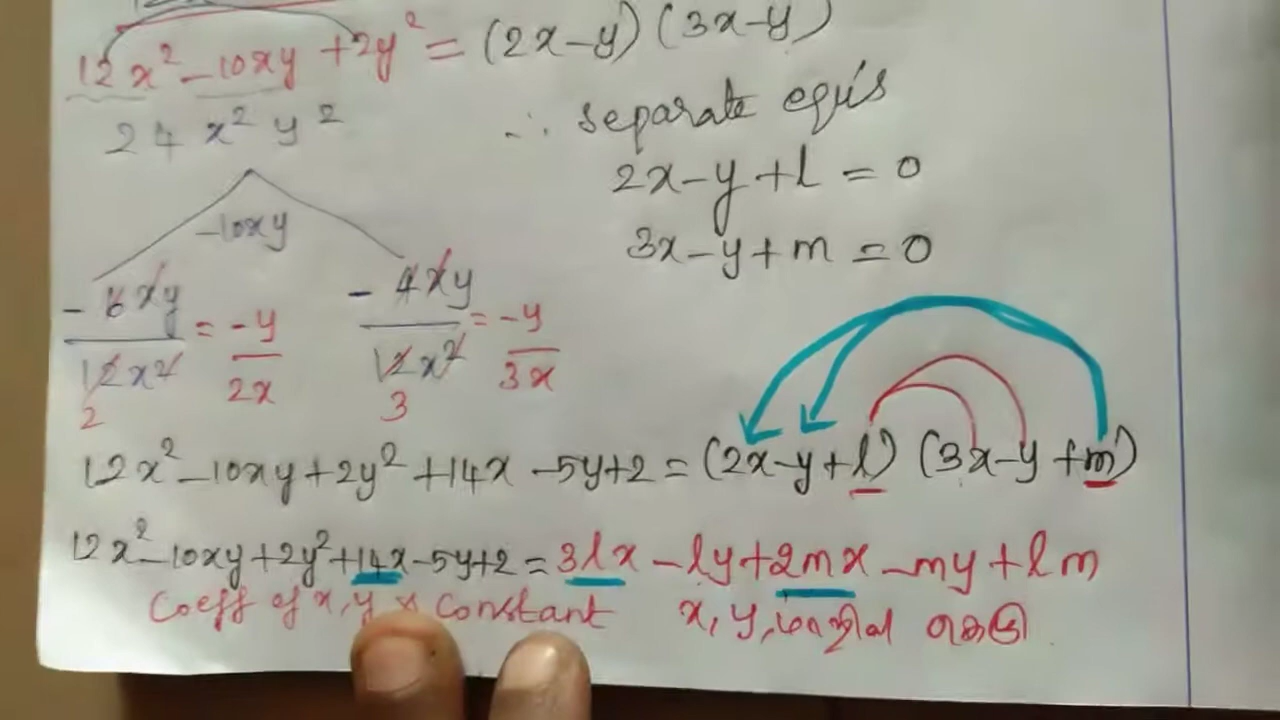 12x² - 10xy + 2y² = (2x - y) (3x - y)
24 x² y²
∴ separate eqn's
2x - y + l = 0
3x - y + m = 0
-10xy
- 6xy / 12x² = -y / 2x
2
- 4xy / 12x² = -y / 3x
3
12x² - 10xy + 2y² + 14x - 5y + 2 = (2x - y + l) (3x - y + m)
12x² - 10xy + 2y² + 14x - 5y + 2 = 3lx - ly + 2mx - my + lm
Coeff of x, y & constant x, y,